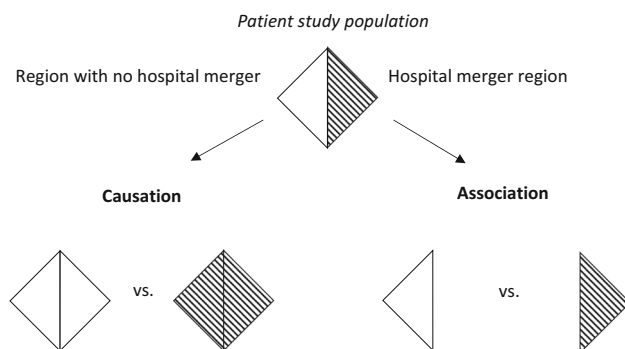 Patient study population
Region with no hospital merger
Hospital merger region
Causation
Association
vs.
vs.